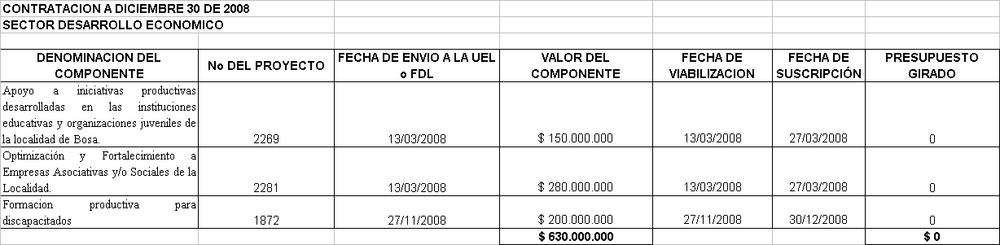 CONTRATACION A DICIEMBRE 30 DE 2008
SECTOR DESARROLLO ECONOMICO
DENOMINACION DEL COMPONENTE
No DEL PROYECTO
FECHA DE ENVIO A LA UEL o FDL
VALOR DEL COMPONENTE
FECHA DE VIABILIZACION
FECHA DE SUSCRIPCIÓN
PRESUPUESTO GIRADO
Apoyo a iniciativas productivas
desarrolladas en las instituciones
educativas y organizaciones juveniles de
la localidad de Bosa.
2269 13/03/2008 $ 150.000.000 13/03/2008 27/03/2008 0
Optimización y Fortalecimiento a
Empresas Asociativas y/o Sociales de la
Localidad.
2281 13/03/2008 $ 280.000.000 13/03/2008 27/03/2008 0
Formacion productiva para
discapacitados
1872 27/11/2008 $ 200.000.000 27/11/2008 30/12/2008 0
$ 630.000.000 $ 0